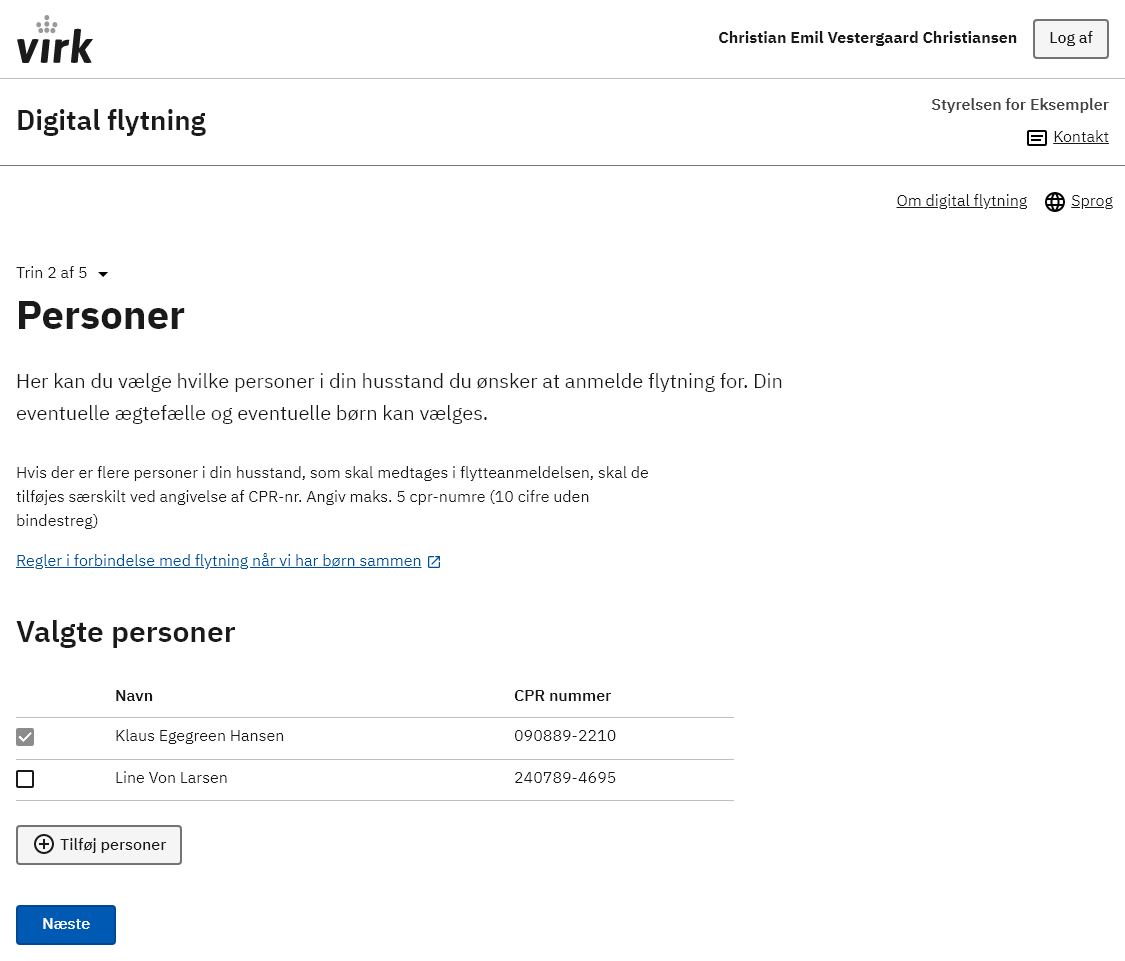 virk
Christian Emil Vestergaard Christiansen
Log af
Digital flytning
Styrelsen for Eksempler
Kontakt
Om digital flytning
Sprog
Trin 2 af 5
Personer
Her kan du vælge hvilke personer i din husstand du ønsker at anmelde flytning for. Din
eventuelle ægtefælle og eventuelle børn kan vælges.
Hvis der er flere personer i din husstand, som skal medtages i flytteanmeldelsen, skal de
tilføjes særskilt ved angivelse af CPR-nr. Angiv maks. 5 cpr-numre (10 cifre uden
bindestreg)
Regler i forbindelse med flytning når vi har børn sammen
Valgte personer
Navn CPR nummer
Klaus Egegreen Hansen 090889-2210
Line Von Larsen 240789-4695
Tilføj personer
Næste